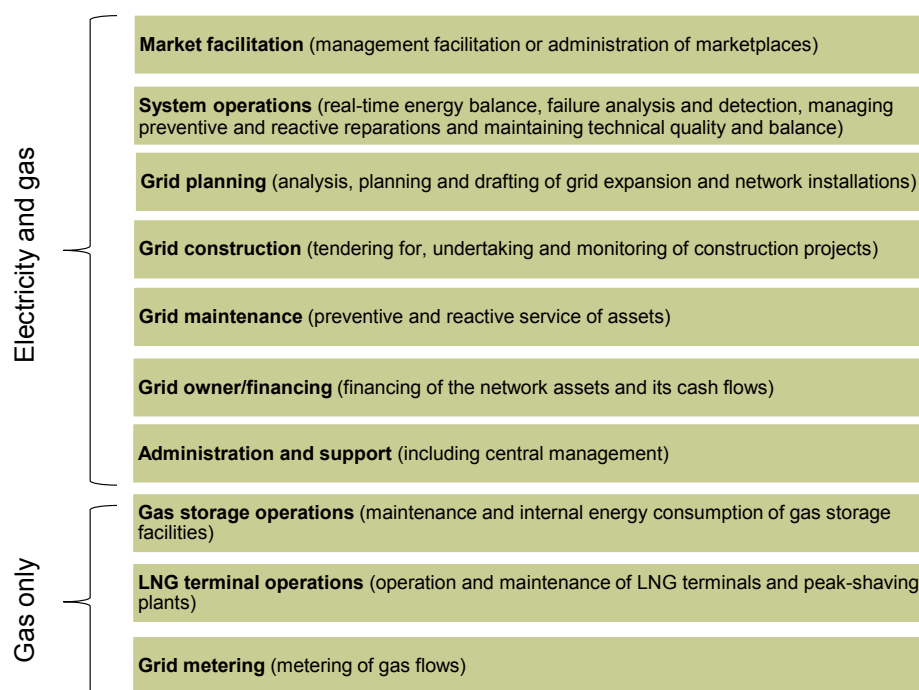 Electricity and gas
Market facilitation (management facilitation or administration of marketplaces)
System operations (real-time energy balance, failure analysis and detection, managing
preventive and reactive reparations and maintaining technical quality and balance)
Grid planning (analysis, planning and drafting of grid expansion and network installations)
Grid construction (tendering for, undertaking and monitoring of construction projects)
Grid maintenance (preventive and reactive service of assets)
Grid owner/financing (financing of the network assets and its cash flows)
Administration and support (including central management)
Gas only
Gas storage operations (maintenance and internal energy consumption of gas storage
facilities)
LNG terminal operations (operation and maintenance of LNG terminals and peak-shaving
plants)
Grid metering (metering of gas flows)